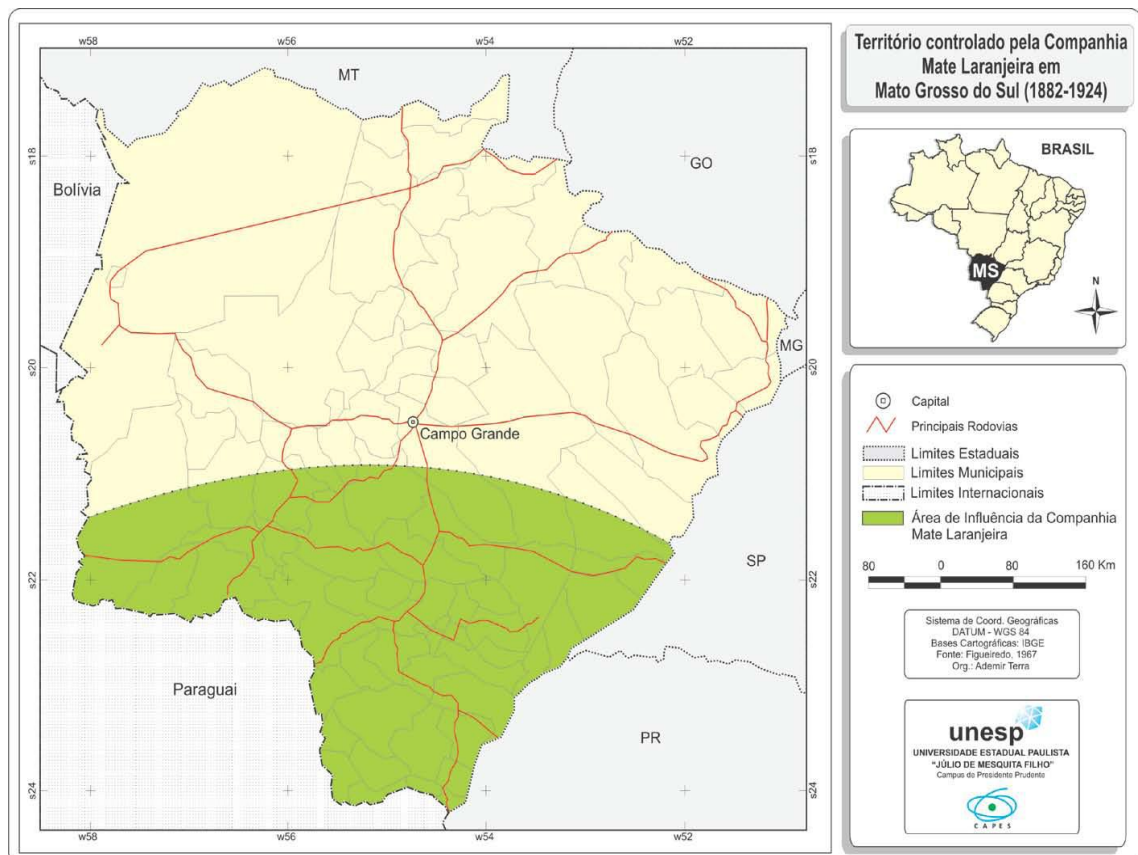 Território controlado pela Companhia
Mate Laranjeira em
Mato Grosso do Sul (1882-1924)
w58
w56
w54
w52
MT
GO
Bolívia
MG
Campo Grande
SP
Paraguai
PR
s18
s20
s22
s24
s18
s20
s22
s24
w58
w56
w54
w52
BRASIL
MS
N
Capital
Principais Rodovias
Limites Estaduais
Limites Municipais
Limites Internacionais
Área de Influência da Companhia
Mate Laranjeira
80 0 80 160 Km
Sistema de Coord. Geográficas
DATUM - WGS 84
Bases Cartográficas: IBGE
Fonte: Figueiredo, 1967
Org.: Ademir Terra
unesp
UNIVERSIDADE ESTADUAL PAULISTA
“JÚLIO DE MESQUITA FILHO”
Campus de Presidente Prudente
CAPES